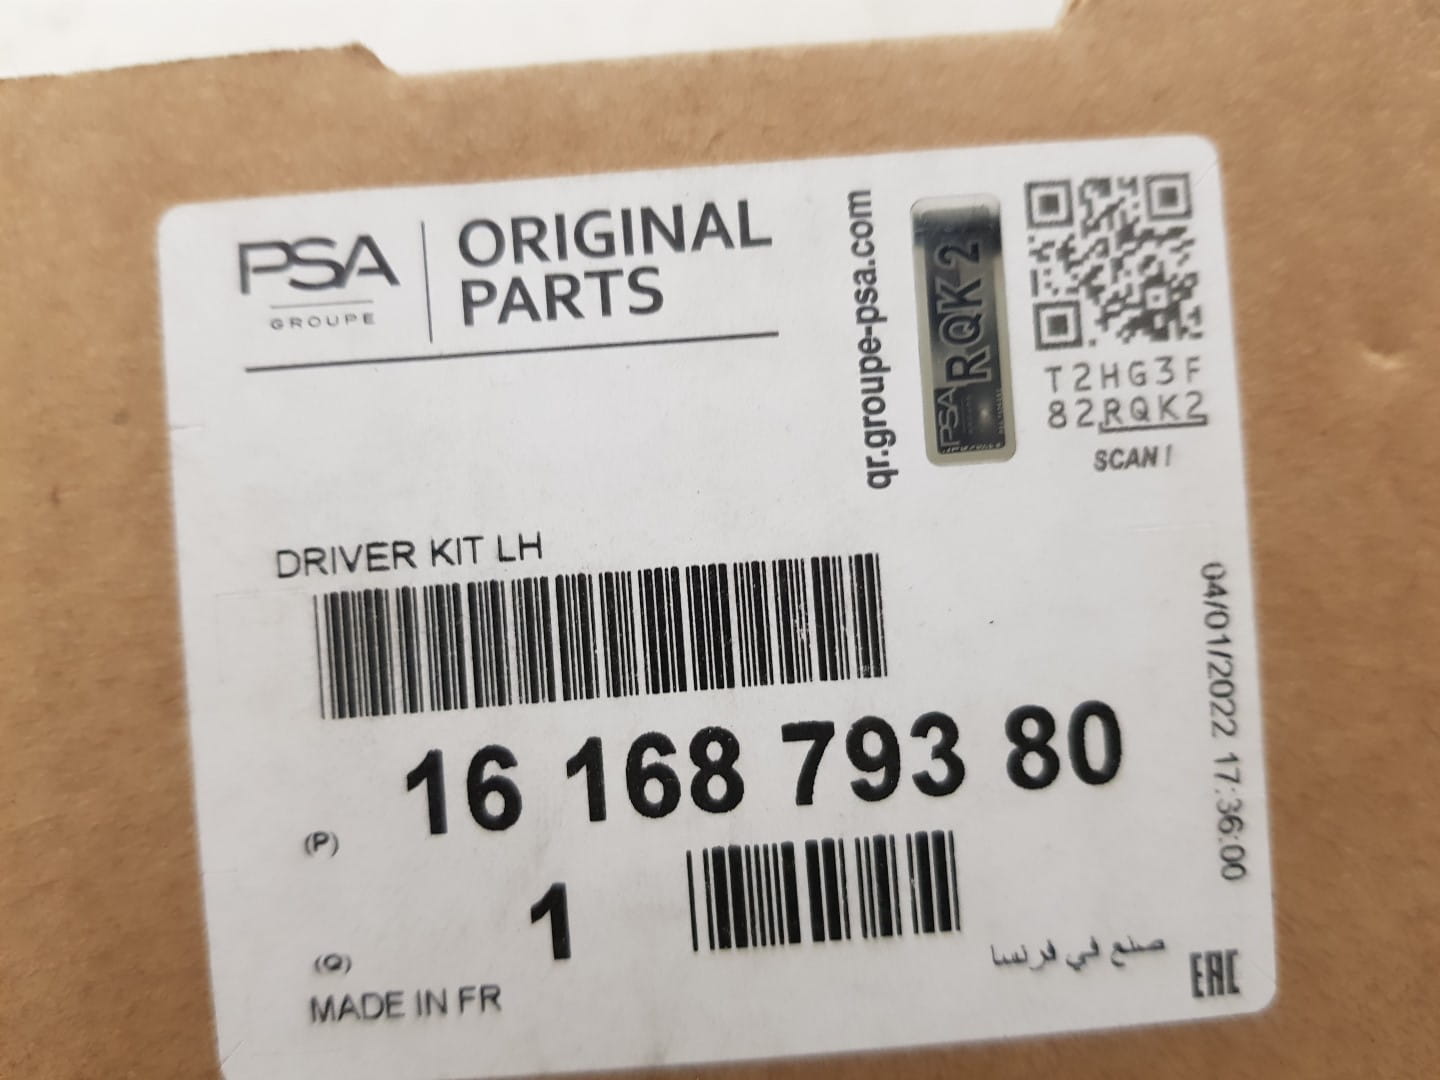 PSA
GROUPE
ORIGINAL
PARTS
qr.groupe-psa.com
PSA RQK2
T2HG3F
82RQK2
SCAN!
DRIVER KIT LH
16 168 793 80
(P)
1
(Q)
MADE IN FR
صنع في فرنسا
EAC
04/01/2022 17:36:00